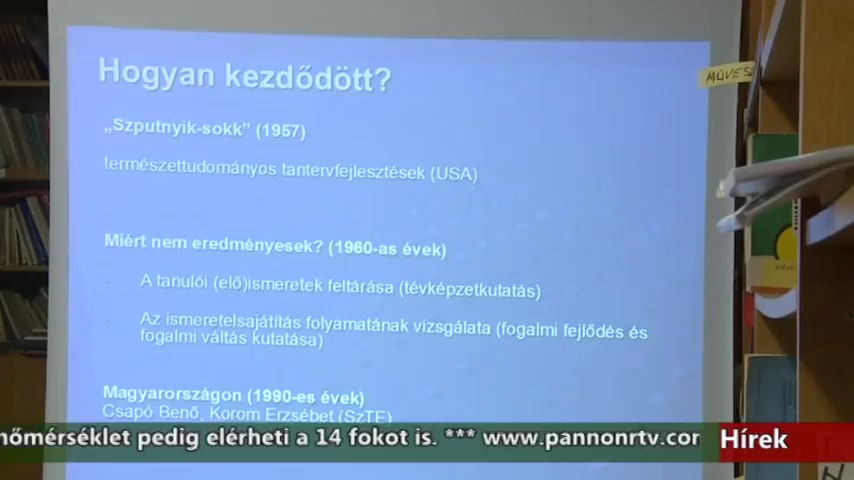 Hogyan kezdődött?
„Szputnyik-sokk” (1957)
természettudományos tantervfejlesztések (USA)
Miért nem eredményesek? (1960-as évek)
- A tanulói (elő)ismeretek feltárása (tévképzetkutatás)
- Az ismeretelsajátítás folyamatának vizsgálata (fogalmi fejlődés és
fogalmi váltás kutatása)
Magyarországon (1990-es évek)
Csapó Benő, Korom Erzsébet (SzTE)
MŰVÉSZ
nőmérséklet pedig elérheti a 14 fokot is. *** www.pannonrtv.com
Hírek